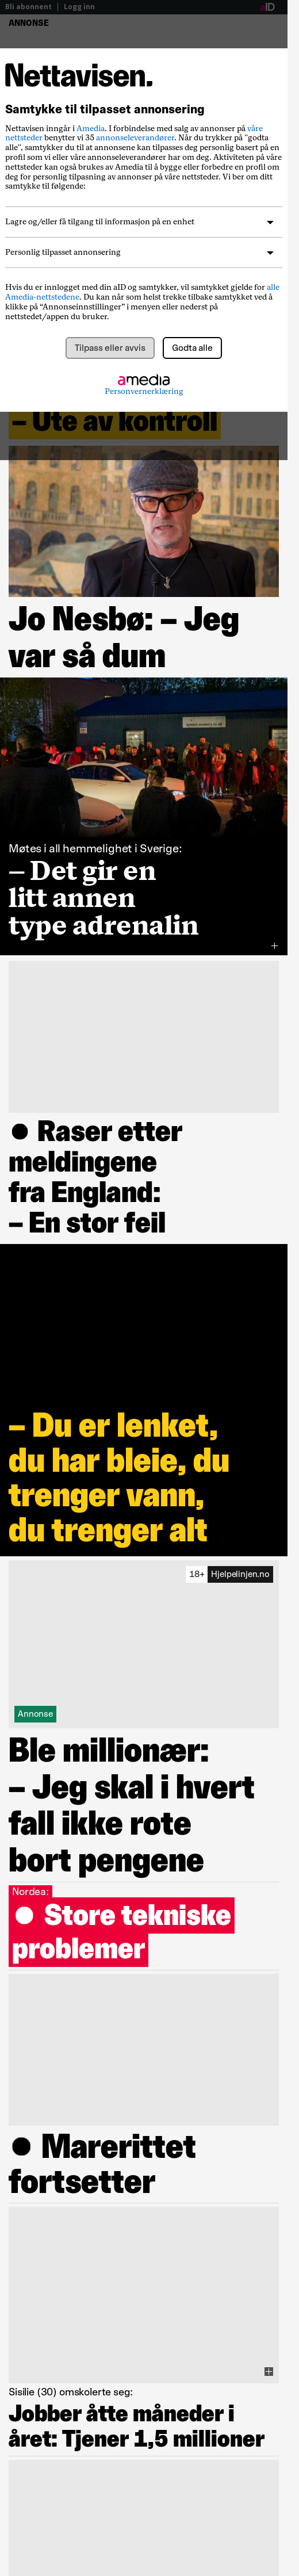 Bli abonnent
Logg inn
aID
ANNONSE
Nettavisen.
Samtykke til tilpasset annonsering
Nettavisen inngår i Amedia. I forbindelse med salg av annonser på våre
nettsteder benytter vi 35 annonseleverandører. Når du trykker på "godta
alle", samtykker du til at annonsene kan tilpasses deg personlig basert på en
profil som vi eller våre annonseleverandører har om deg. Aktivitetene på våre
nettsteder kan også brukes av Amedia til å bygge eller forbedre en profil om
deg for personlig tilpasning av annonser på våre nettsteder. Vi ber om ditt
samtykke til følgende:
Lagre og/eller få tilgang til informasjon på en enhet
Personlig tilpasset annonsering
Hvis du er innlogget med din aID og samtykker, vil samtykket gjelde for alle
Amedia-nettstedene. Du kan når som helst trekke tilbake samtykket ved å
klikke på "Annonseinnstillinger" i menyen eller nederst på
nettstedet/appen du bruker.
Tilpass eller avvis
Godta alle
amedia
Personvernerklæring
– Ute av kontroll
Jo Nesbø: – Jeg
var så dum
Møtes i all hemmelighet i Sverige:
– Det gir en
litt annen
type adrenalin
● Raser etter
meldingene
fra England:
– En stor feil
– Du er lenket,
du har bleie, du
trenger vann,
du trenger alt
18+ Hjelpelinjen.no
Annonse
Ble millionær:
– Jeg skal i hvert
fall ikke rote
bort pengene
Nordea:
● Store tekniske
problemer
● Marerittet
fortsetter
Sisilie (30) omskolerte seg:
Jobber åtte måneder i
året: Tjener 1,5 millioner